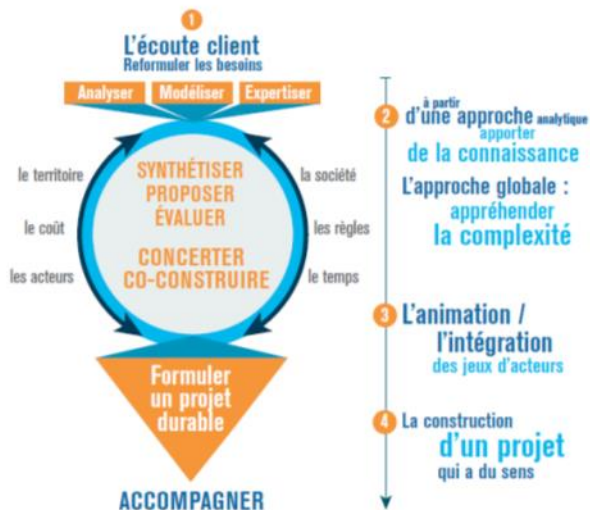 1
L'écoute client
Reformuler les besoins
Analyser Modéliser Expertiser
le territoire
le coût
les acteurs
SYNTHÉTISER
PROPOSER
ÉVALUER
CONCERTER
CO-CONSTRUIRE
la société
les règles
le temps
Formuler
un projet
durable
ACCOMPAGNER
2
à partir
d'une approche analytique
apporter
de la connaissance
L'approche globale :
appréhender
la complexité
3
L'animation /
l'intégration
des jeux d'acteurs
4
La construction
d'un projet
qui a du sens